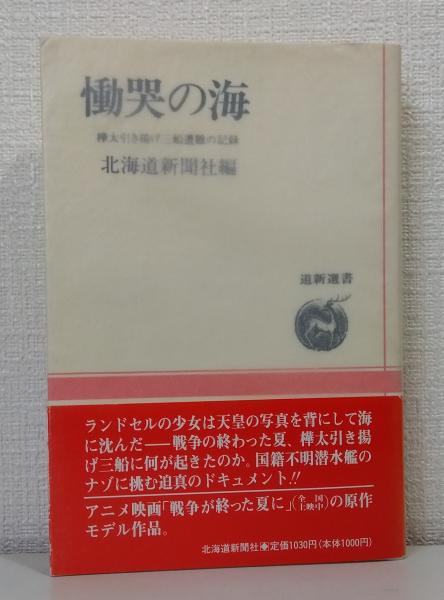 慟哭の海
樺太引き揚げ三船遭難の記録
北海道新聞社編
道新選書
ランドセルの少女は天皇の写真を背にして海
に沈んだ——戦争の終わった夏、樺太引き揚
げ三船に何が起きたのか。国籍不明潜水艦の
ナゾに挑む迫真のドキュメント!!
アニメ映画「戦争が終った夏に」(全国上映中)の原作
モデル作品。
北海道新聞社 定価1030円(本体1000円)